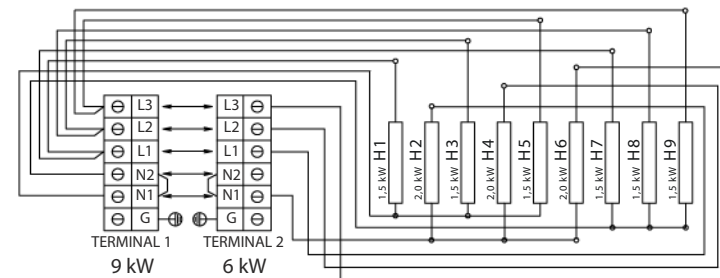 L3 L3
L2 L2
L1 L1
N2 N2
N1 N1
G G
TERMINAL 1 TERMINAL 2
9 kW 6 kW
1,5 kW H1
2,0 kW H2
1,5 kW H3
2,0 kW H4
1,5 kW H5
2,0 kW H6
1,5 kW H7
1,5 kW H8
1,5 kW H9